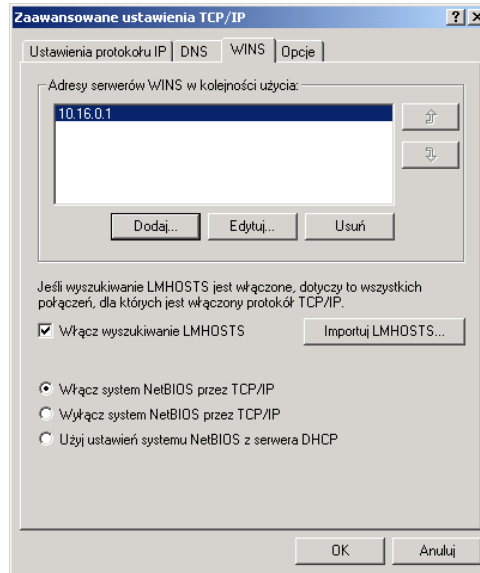 Zaawansowane ustawienia TCP/IP
Ustawienia protokołu IP DNS WINS Opcje
Adresy serwerów WINS w kolejności użycia:
10.16.0.1
Dodaj... Edytuj... Usuń
Jeśli wyszukiwanie LMHOSTS jest włączone, dotyczy to wszystkich
połączeń, dla których jest włączony protokół TCP/IP.
Włącz wyszukiwanie LMHOSTS Importuj LMHOSTS...
Włącz system NetBIOS przez TCP/IP
Wyłącz system NetBIOS przez TCP/IP
Użyj ustawień systemu NetBIOS z serwera DHCP
OK Anuluj